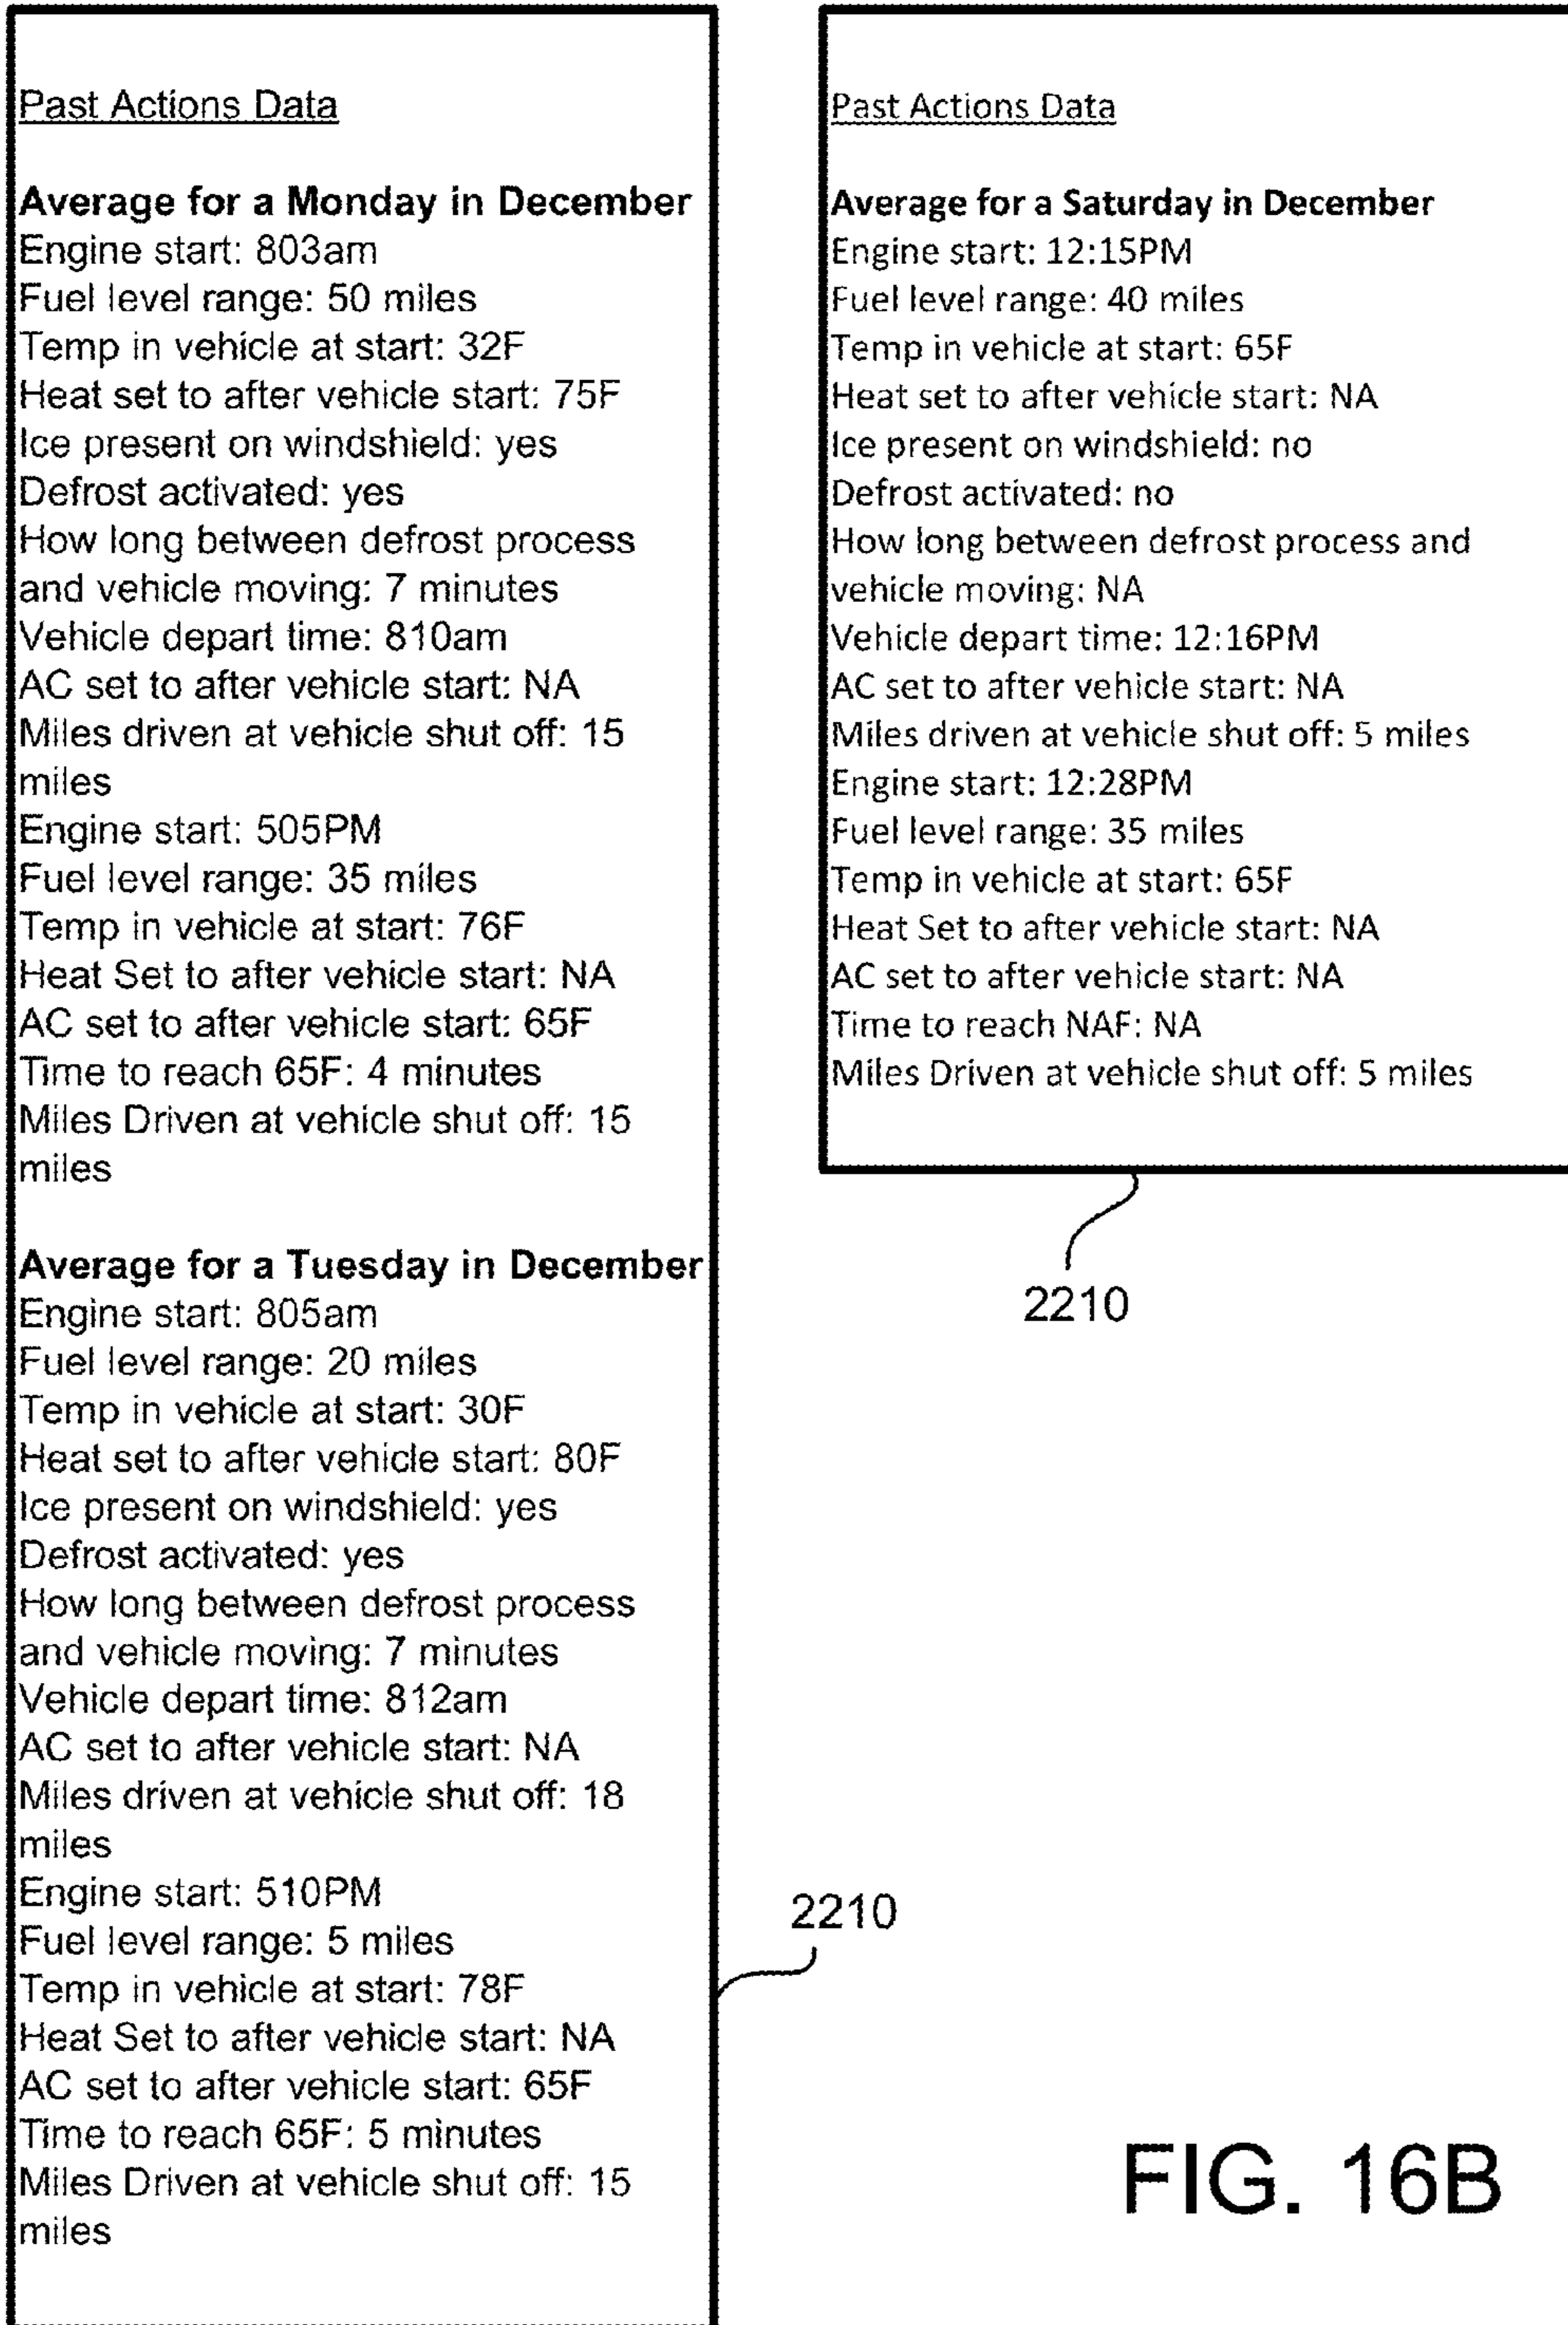 Past Actions Data
Average for a Monday in December
Engine start: 803am
Fuel level range: 50 miles
Temp in vehicle at start: 32F
Heat set to after vehicle start: 75F
Ice present on windshield: yes
Defrost activated: yes
How long between defrost process
and vehicle moving: 7 minutes
Vehicle depart time: 810am
AC set to after vehicle start: NA
Miles driven at vehicle shut off: 15
miles
Engine start: 505PM
Fuel level range: 35 miles
Temp in vehicle at start: 76F
Heat Set to after vehicle start: NA
AC set to after vehicle start: 65F
Time to reach 65F: 4 minutes
Miles Driven at vehicle shut off: 15
miles
Average for a Tuesday in December
Engine start: 805am
Fuel level range: 20 miles
Temp in vehicle at start: 30F
Heat set to after vehicle start: 80F
Ice present on windshield: yes
Defrost activated: yes
How long between defrost process
and vehicle moving: 7 minutes
Vehicle depart time: 812am
AC set to after vehicle start: NA
Miles driven at vehicle shut off: 18
miles
Engine start: 510PM
Fuel level range: 5 miles
Temp in vehicle at start: 78F
Heat Set to after vehicle start: NA
AC set to after vehicle start: 65F
Time to reach 65F: 5 minutes
Miles Driven at vehicle shut off: 15
miles
2210
Past Actions Data
Average for a Saturday in December
Engine start: 12:15PM
Fuel level range: 40 miles
Temp in vehicle at start: 65F
Heat set to after vehicle start: NA
Ice present on windshield: no
Defrost activated: no
How long between defrost process and
vehicle moving: NA
Vehicle depart time: 12:16PM
AC set to after vehicle start: NA
Miles driven at vehicle shut off: 5 miles
Engine start: 12:28PM
Fuel level range: 35 miles
Temp in vehicle at start: 65F
Heat Set to after vehicle start: NA
AC set to after vehicle start: NA
Time to reach NAF: NA
Miles Driven at vehicle shut off: 5 miles
2210
FIG. 16B